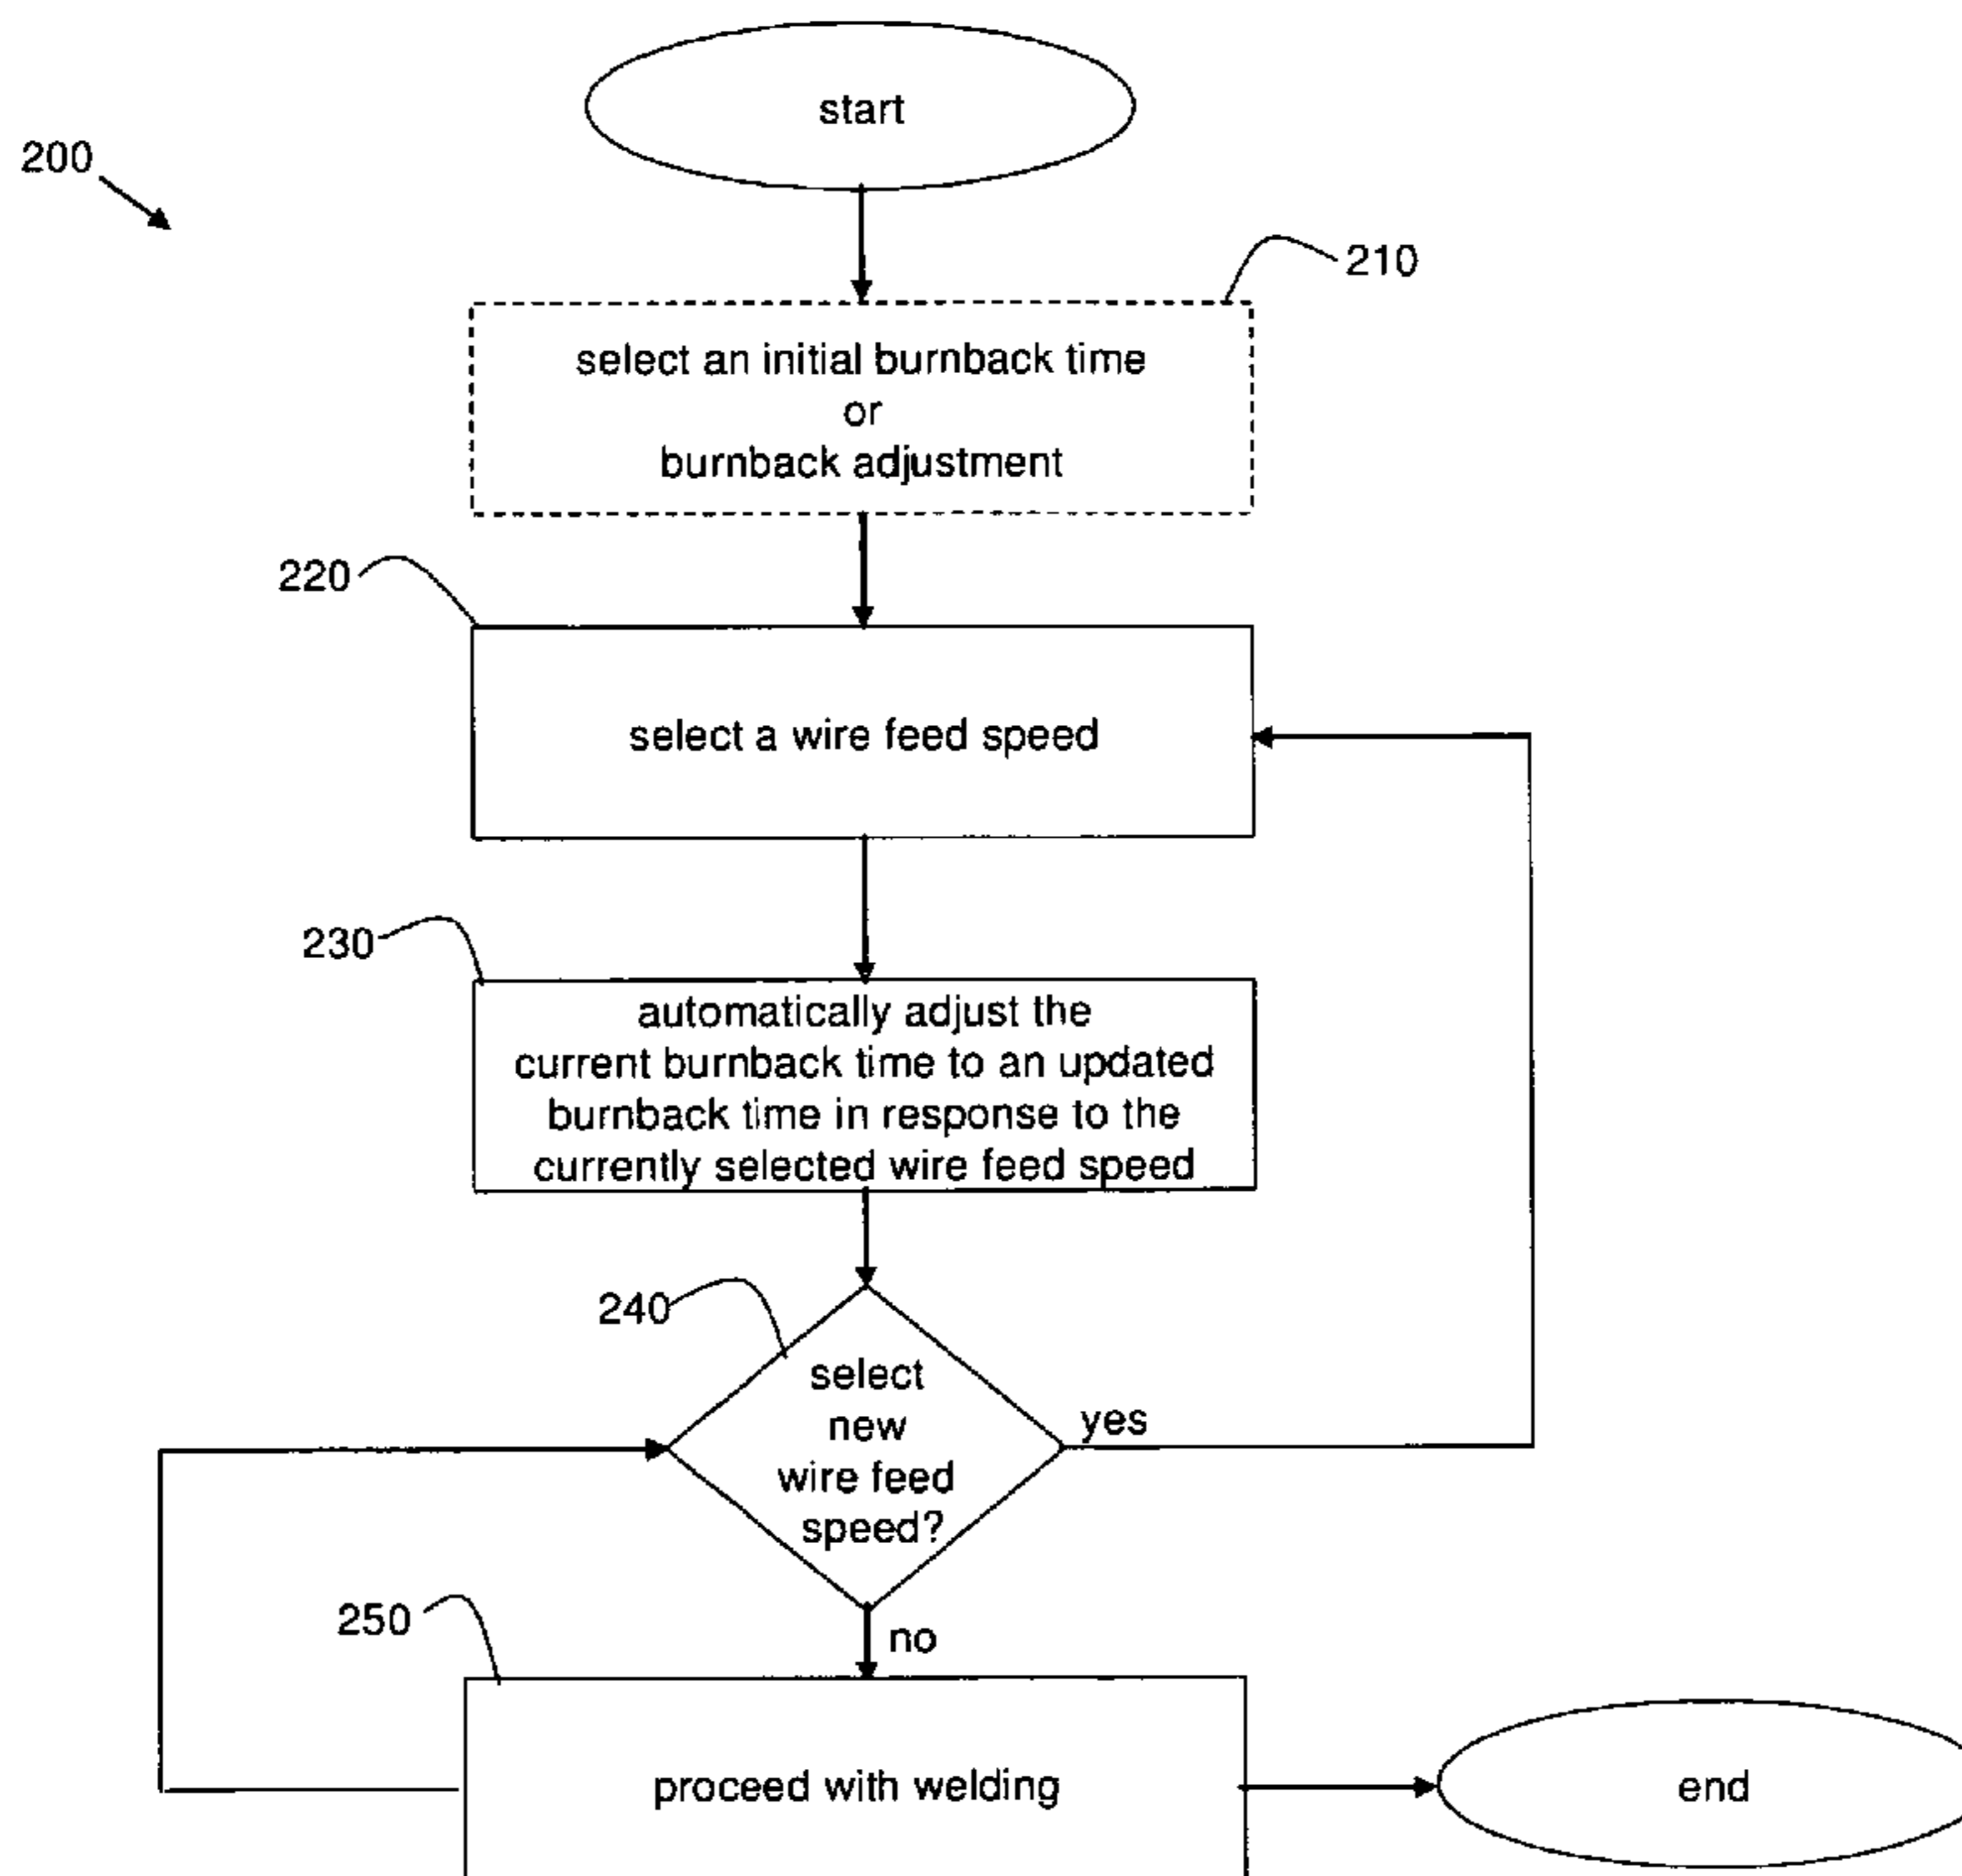 start
200
210
select an initial burnback time
or
burnback adjustment
220
select a wire feed speed
230
automatically adjust the
current burnback time to an updated
burnback time in response to the
currently selected wire feed speed
240
select
new
wire feed
speed?
yes
250
no
proceed with welding
end